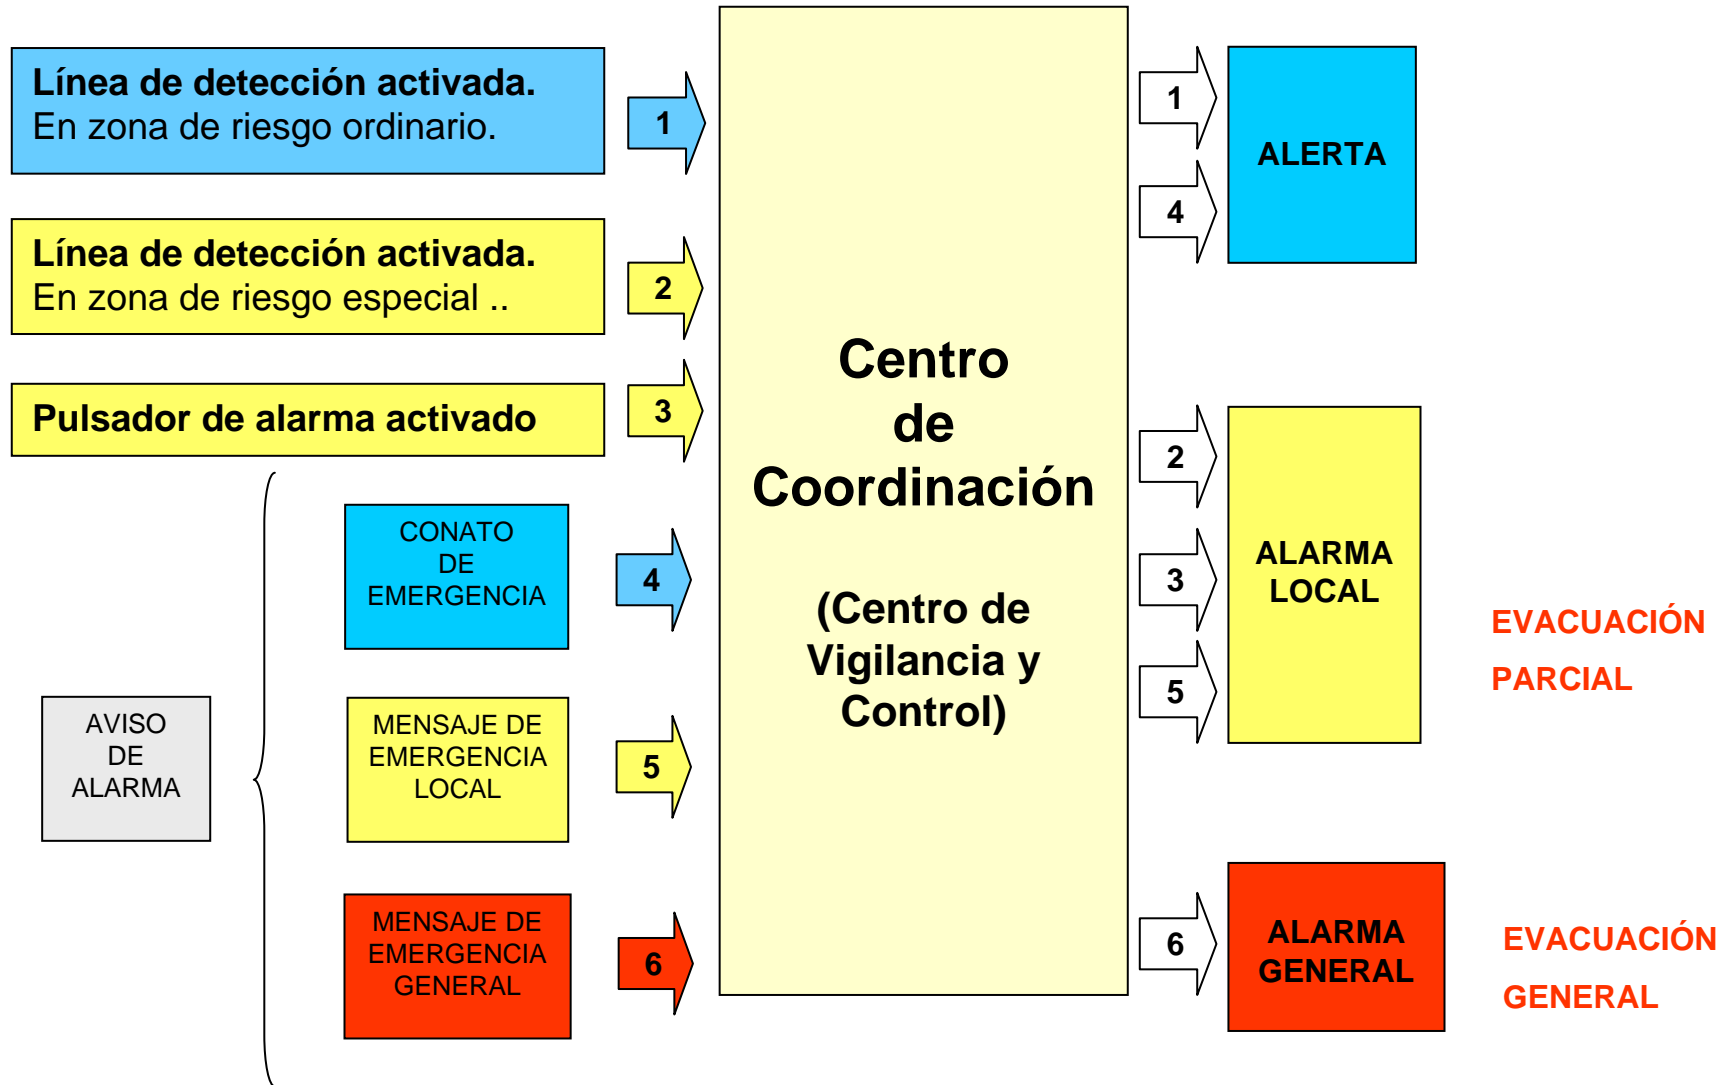 Línea de detección activada.
En zona de riesgo ordinario.
1
Línea de detección activada.
En zona de riesgo especial ..
2
Pulsador de alarma activado
3
AVISO
DE
ALARMA
CONATO
DE
EMERGENCIA
4
MENSAJE DE
EMERGENCIA
LOCAL
5
MENSAJE DE
EMERGENCIA
GENERAL
6
Centro
de
Coordinación
(Centro de
Vigilancia y
Control)
1
4
ALERTA
2
3
5
ALARMA
LOCAL
EVACUACIÓN
PARCIAL
6
ALARMA
GENERAL
EVACUACIÓN
GENERAL